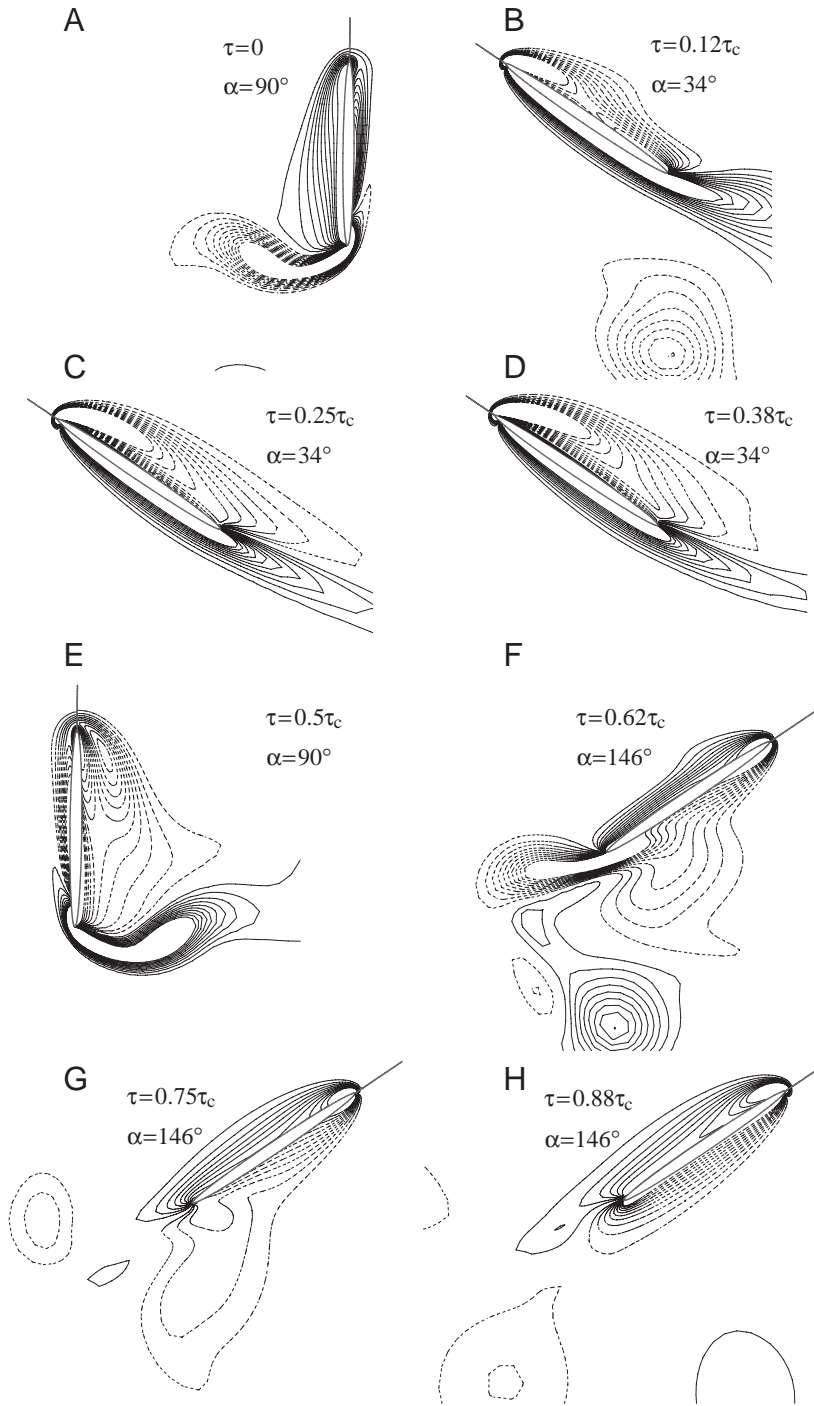 A
τ=0
α=90°
B
τ=0.12τc
α=34°
C
τ=0.25τc
α=34°
D
τ=0.38τc
α=34°
E
τ=0.5τc
α=90°
F
τ=0.62τc
α=146°
G
τ=0.75τc
α=146°
H
τ=0.88τc
α=146°